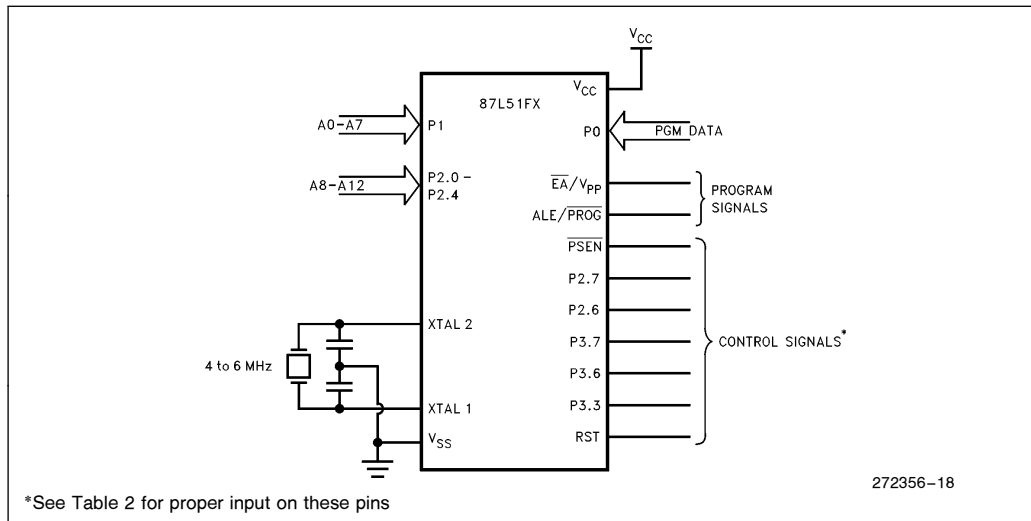 V_CC
87L51FX
V_CC
A0-A7
P1
P0
PGM DATA
A8-A12
P2.0 -
P2.4
EA/V_PP
PROGRAM
SIGNALS
ALE/PROG
PSEN
P2.7
P2.6
XTAL 2
P3.7
CONTROL SIGNALS*
4 to 6 MHz
P3.6
P3.3
XTAL 1
V_SS
RST
272356-18
*See Table 2 for proper input on these pins